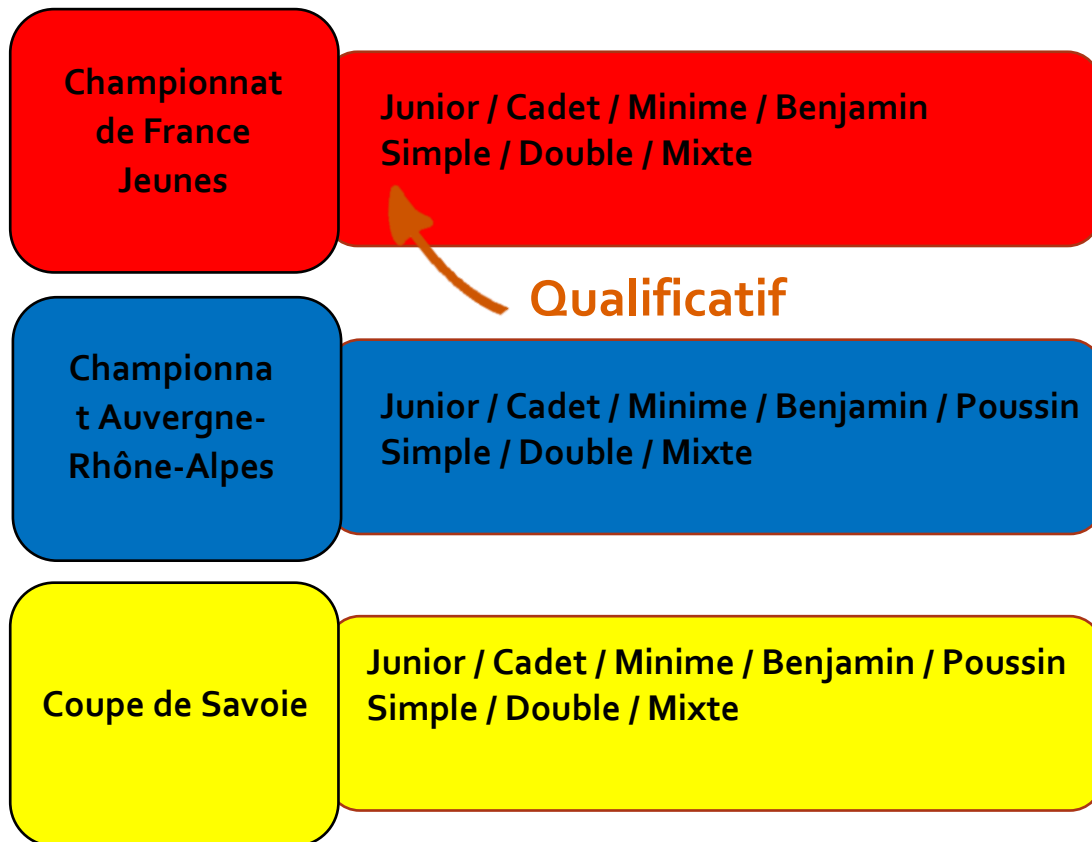 Championnat
de France
Jeunes
Junior / Cadet / Minime / Benjamin
Simple / Double / Mixte
Qualificatif
Championna
t Auvergne-
Rhône-Alpes
Junior / Cadet / Minime / Benjamin / Poussin
Simple / Double / Mixte
Coupe de Savoie
Junior / Cadet / Minime / Benjamin / Poussin
Simple / Double / Mixte